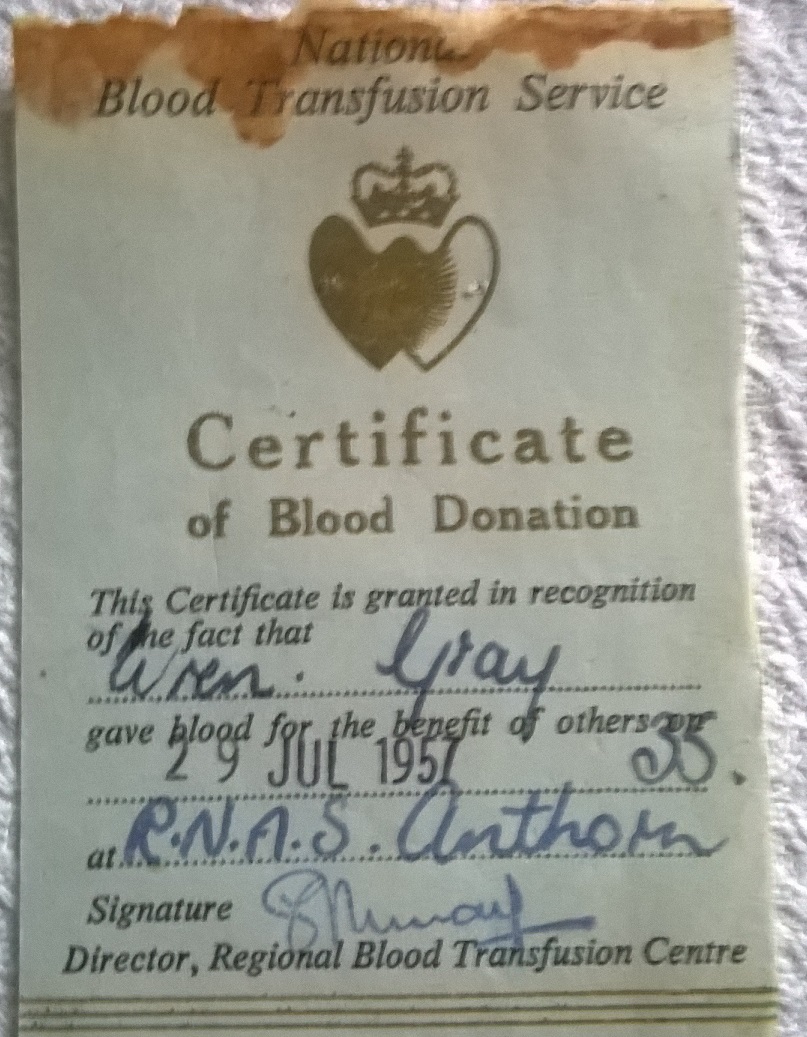 National
Blood Transfusion Service
Certificate
of Blood Donation
This Certificate is granted in recognition
of the fact that
Wren. Gray
gave blood for the benefit of others on
29 JUL 1957 35.
at R.N.A.S. Anthorn
Signature
Director, Regional Blood Transfusion Centre